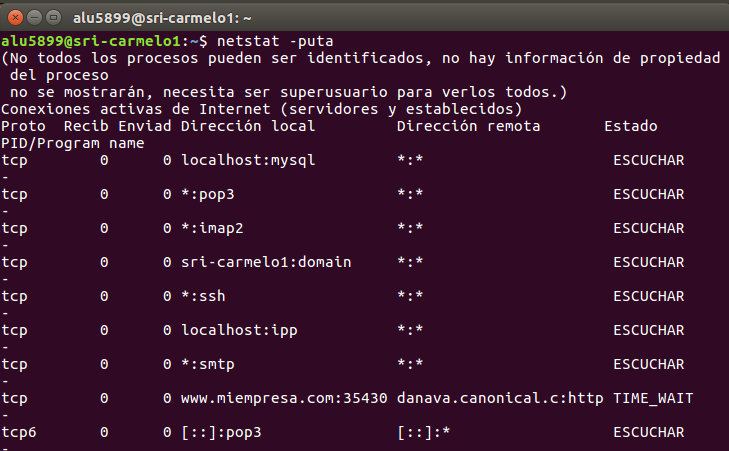 alu5899@sri-carmelo1: ~
alu5899@sri-carmelo1:~$ netstat -puta
(No todos los procesos pueden ser identificados, no hay información de propiedad
 del proceso
 no se mostrarán, necesita ser superusuario para verlos todos.)
Conexiones activas de Internet (servidores y establecidos)
Proto  Recib Enviad Dirección local         Dirección remota       Estado
PID/Program name
tcp        0      0 localhost:mysql         *:*                     ESCUCHAR
-
tcp        0      0 *:pop3                  *:*                     ESCUCHAR
-
tcp        0      0 *:imap2                 *:*                     ESCUCHAR
-
tcp        0      0 sri-carmelo1:domain     *:*                     ESCUCHAR
-
tcp        0      0 *:ssh                   *:*                     ESCUCHAR
-
tcp        0      0 localhost:ipp           *:*                     ESCUCHAR
-
tcp        0      0 *:smtp                  *:*                     ESCUCHAR
-
tcp        0      0 www.miempresa.com:35430 danava.canonical.c:http TIME_WAIT
-
tcp6       0      0 [::]:pop3               [::]:*                  ESCUCHAR
-